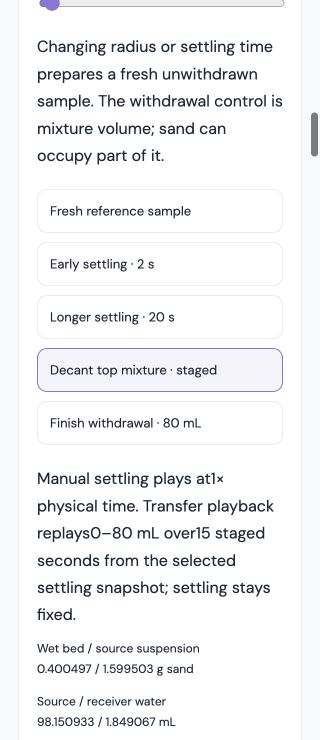 Changing radius or settling time
prepares a fresh unwithdrawn
sample. The withdrawal control is
mixture volume; sand can
occupy part of it.
Fresh reference sample
Early settling · 2 s
Longer settling · 20 s
Decant top mixture · staged
Finish withdrawal · 80 mL
Manual settling plays at1×
physical time. Transfer playback
replays0–80 mL over15 staged
seconds from the selected
settling snapshot; settling stays
fixed.
Wet bed / source suspension
0.400497 / 1.599503 g sand
Source / receiver water
98.150933 / 1.849067 mL